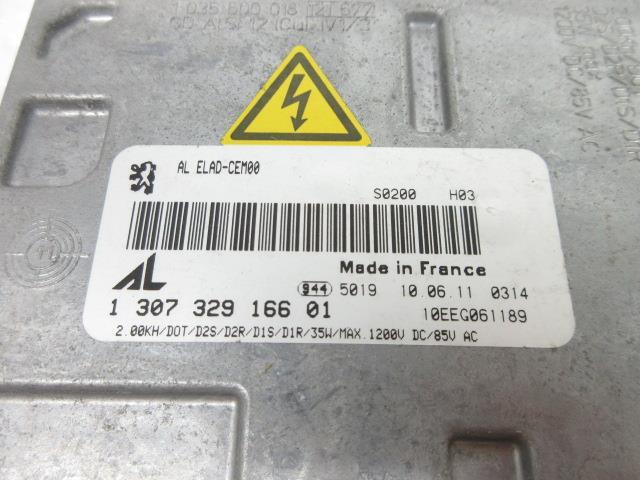 AL ELAD-CEM00
S0200 H03
AL
Made in France
944 5019 10.06.11 0314
1 307 329 166 01
10EEG061189
2.00KH/DOT/D2S/D2R/D1S/D1R/35W/MAX.1200V DC/85V AC